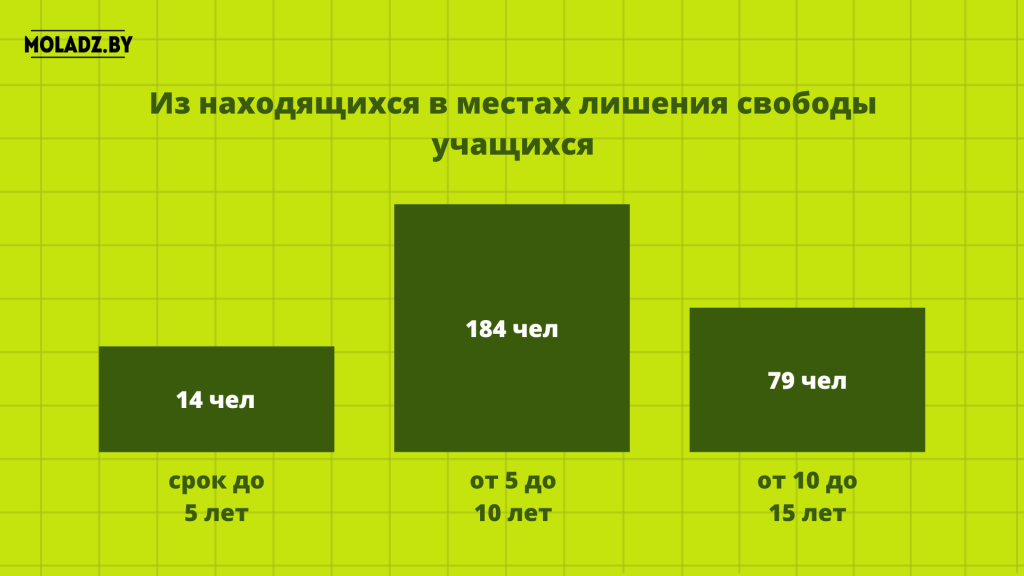 MOLADZ.BY
Из находящихся в местах лишения свободы
учащихся
184 чел
79 чел
14 чел
срок до
5 лет
от 5 до
10 лет
от 10 до
15 лет